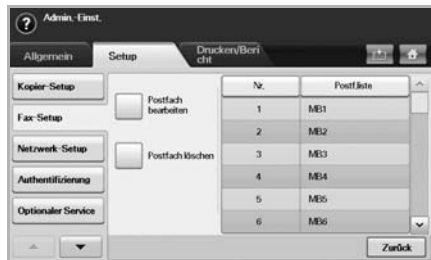 Admin.-Einst.
Allgemein
Setup
Drucken/Beri
cht
Kopier-Setup
Fax-Setup
Netzwerk-Setup
Authentifizierung
Optionaler Service
Postfach
bearbeiten
Postfach löschen
Nr. Postf.liste
1 MB1
2 MB2
3 MB3
4 MB4
5 MB5
6 MB6
Zurück